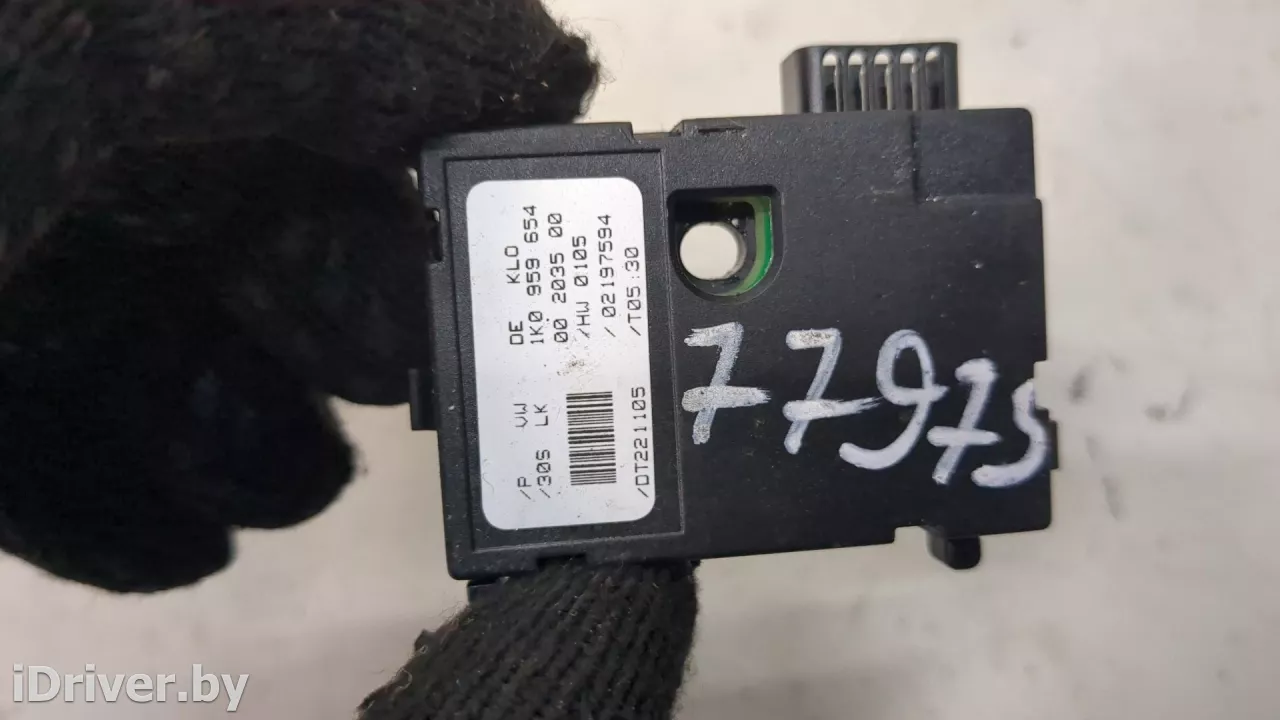 /P VW DE KLO
/30S LK 1K0 959 654
00 2035 00
/HW 0105
/ 02197594
/DT221105 /T05:30
77975
iDriver.by